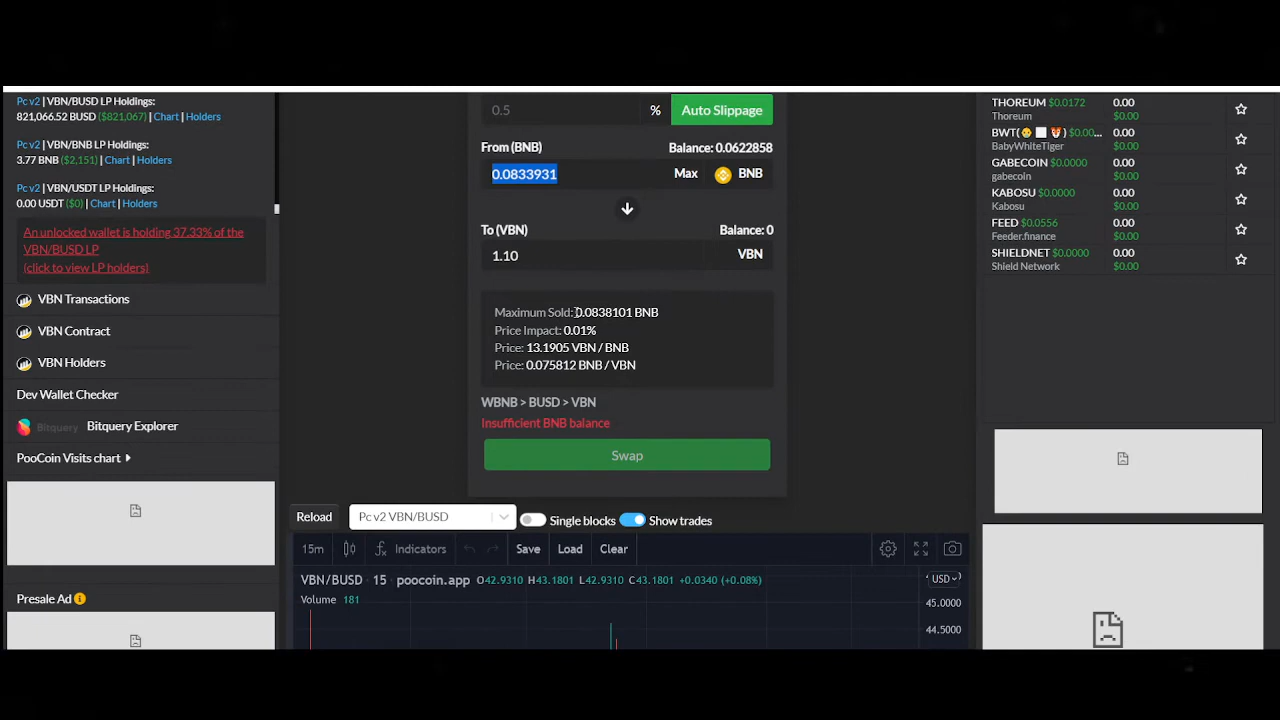 Pc v2 | VBN/BUSD LP Holdings:
821,066.52 BUSD ($821,067) | Chart | Holders
Pc v2 | VBN/BNB LP Holdings:
3.77 BNB ($2,151) | Chart | Holders
Pc v2 | VBN/USDT LP Holdings:
0.00 USDT ($0) | Chart | Holders
An unlocked wallet is holding 37.33% of the
VBN/BUSD LP
(click to view LP holders)
VBN Transactions
VBN Contract
VBN Holders
Dev Wallet Checker
Bitquery Bitquery Explorer
PooCoin Visits chart
Presale Ad
0.5 % Auto Slippage
From (BNB) Balance: 0.0622858
0.0833931 Max BNB
To (VBN) Balance: 0
1.10 VBN
Maximum Sold: 0.0838101 BNB
Price Impact: 0.01%
Price: 13.1905 VBN / BNB
Price: 0.075812 BNB / VBN
WBNB > BUSD > VBN
Insufficient BNB balance
Swap
Reload Pc v2 VBN/BUSD Single blocks Show trades
15m Indicators Save Load Clear
VBN/BUSD · 15 · poocoin.app O42.9310 H43.1801 L42.9310 C43.1801 +0.0340 (+0.08%)
USD
Volume 181
45.0000
44.5000
THOREUM $0.0172 0.00
Thoreum $0.00
BWT( ) $0.00... 0.00
BabyWhiteTiger $0.00
GABECOIN $0.0000 0.00
gabecoin $0.00
KABOSU $0.0000 0.00
Kabosu $0.00
FEED $0.0556 0.00
Feeder.finance $0.00
SHIELDNET $0.0000 0.00
Shield Network $0.00